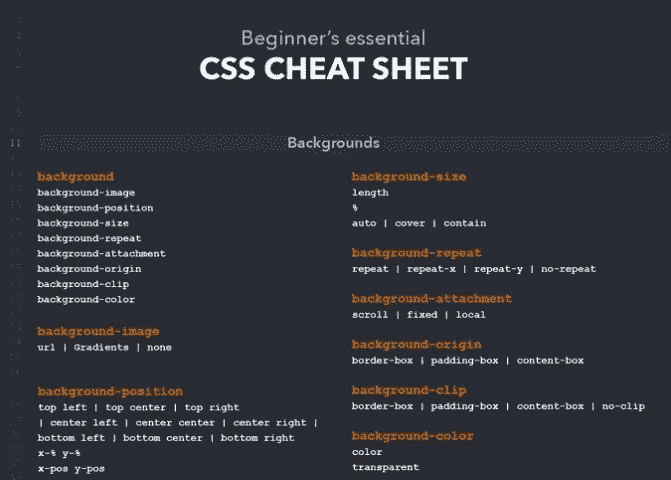 Beginner's essential
CSS CHEAT SHEET
11
Backgrounds
background
background-image
background-position
background-size
background-repeat
background-attachment
background-origin
background-clip
background-color
background-image
url | Gradients | none
background-position
top left | top center | top right
| center left | center center | center right |
bottom left | bottom center | bottom right
x-% y-%
x-pos y-pos
background-size
length
%
auto | cover | contain
background-repeat
repeat | repeat-x | repeat-y | no-repeat
background-attachment
scroll | fixed | local
background-origin
border-box | padding-box | content-box
background-clip
border-box | padding-box | content-box | no-clip
background-color
color
transparent